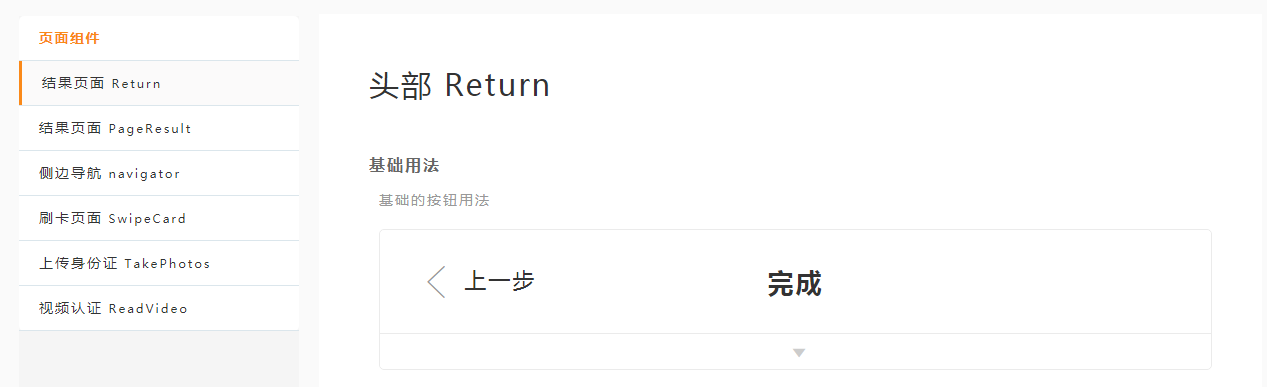 页面组件
结果页面 Return
结果页面 PageResult
侧边导航 navigator
刷卡页面 SwipeCard
上传身份证 TakePhotos
视频认证 ReadVideo
头部 Return
基础用法
基础的按钮用法
上一步 完成